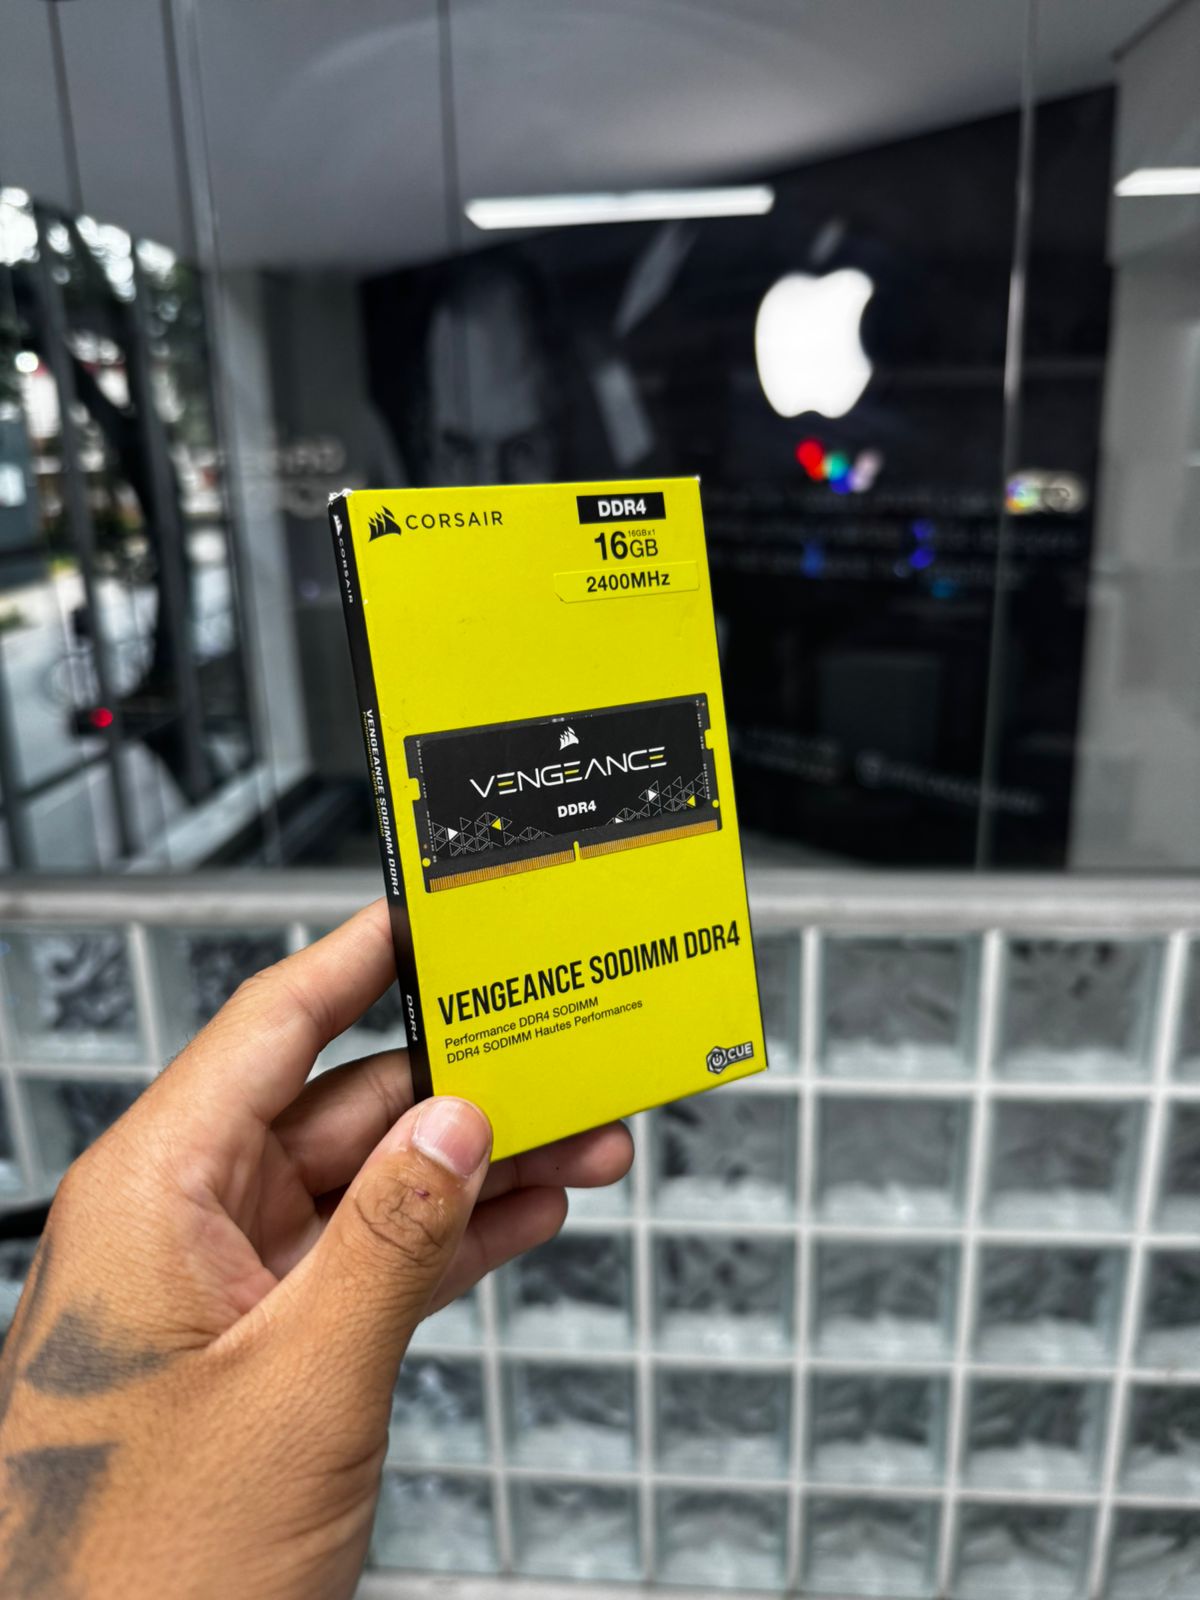 CORSAIR
DDR4
16GBx1
16GB
2400MHz
VENGEANCE
DDR4
VENGEANCE SODIMM DDR4
Performance DDR4 SODIMM
DDR4 SODIMM Hautes Performances
iCUE
CORSAIR
VENGEANCE SODIMM DDR4
DDR4